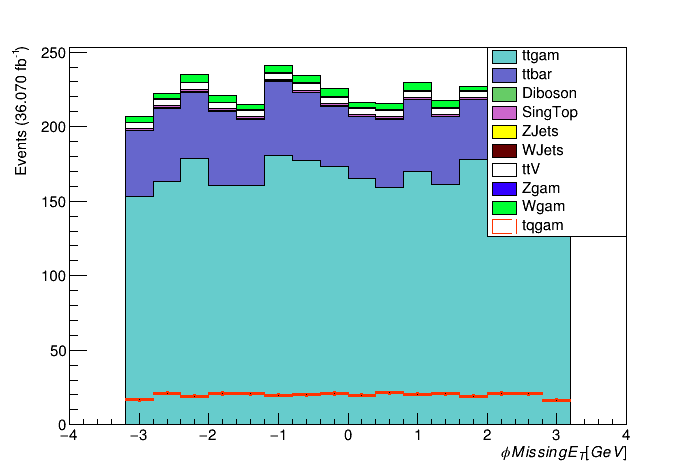 Events (36.070 fb⁻¹)
250
200
150
100
50
0
−4
−3
−2
−1
0
1
2
3
4
ϕMissingE_T[GeV]
ttgam
ttbar
Diboson
SingTop
ZJets
WJets
ttV
Zgam
Wgam
tqgam